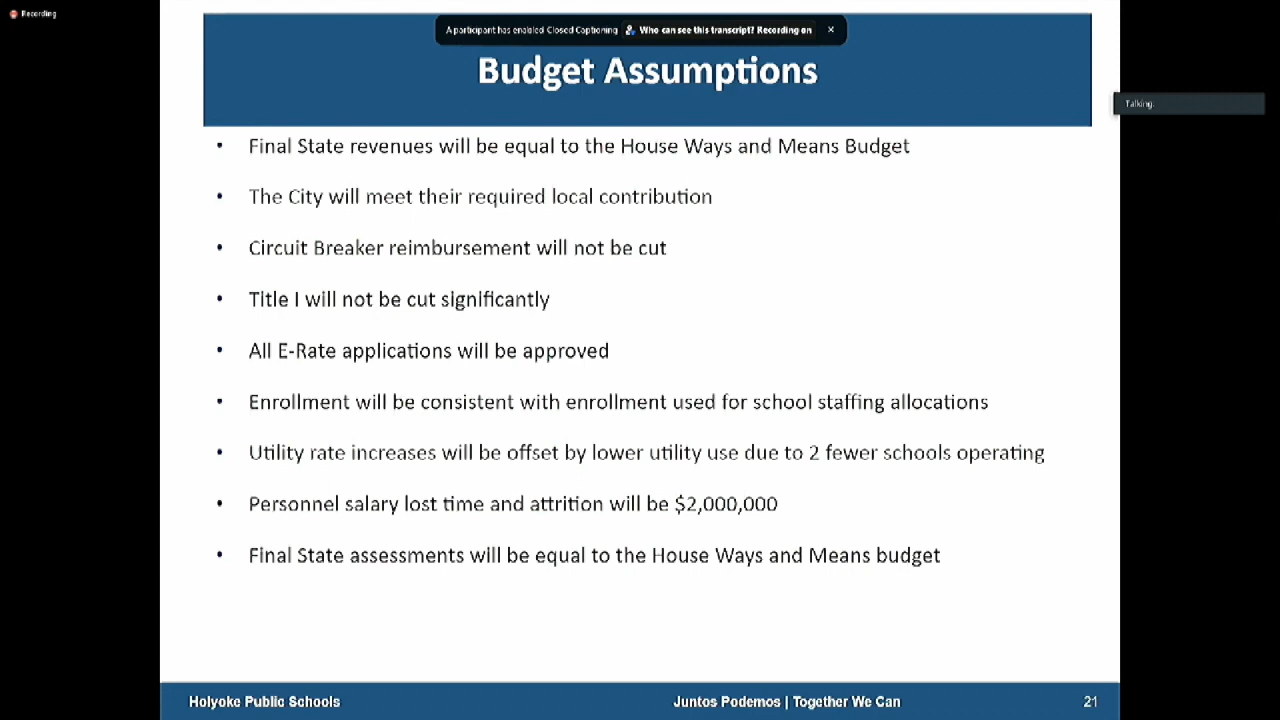 Recording
A participant has enabled Closed Captioning Who can see this transcript? Recording on ×
Budget Assumptions
Talking:
• Final State revenues will be equal to the House Ways and Means Budget
• The City will meet their required local contribution
• Circuit Breaker reimbursement will not be cut
• Title I will not be cut significantly
• All E-Rate applications will be approved
• Enrollment will be consistent with enrollment used for school staffing allocations
• Utility rate increases will be offset by lower utility use due to 2 fewer schools operating
• Personnel salary lost time and attrition will be $2,000,000
• Final State assessments will be equal to the House Ways and Means budget
Holyoke Public Schools Juntos Podemos | Together We Can 21